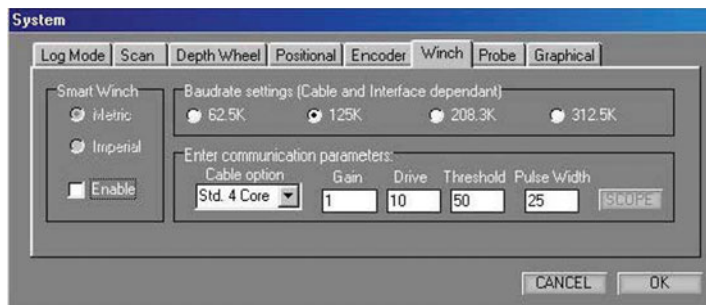 System
Log Mode Scan Depth Wheel Positional Encoder Winch Probe Graphical
Smart Winch
Metric
Imperial
Enable
Baudrate settings (Cable and Interface dependant)
62.5K 125K 208.3K 312.5K
Enter communication parameters:
Cable option Gain Drive Threshold Pulse Width
Std. 4 Core 1 10 50 25 SCOPE
CANCEL OK